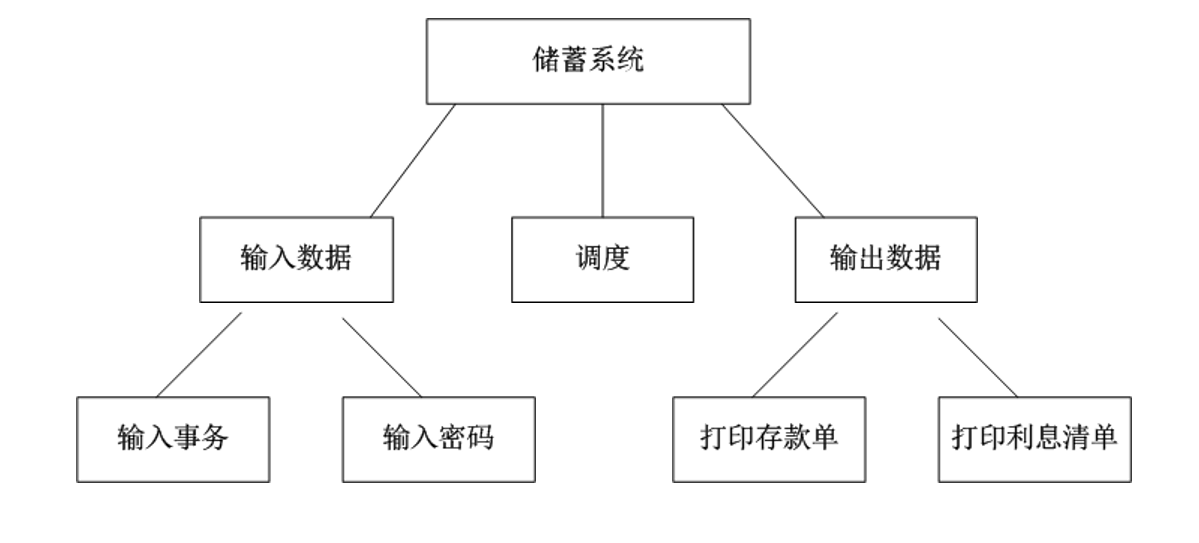 储蓄系统
输入数据
调度
输出数据
输入事务
输入密码
打印存款单
打印利息清单